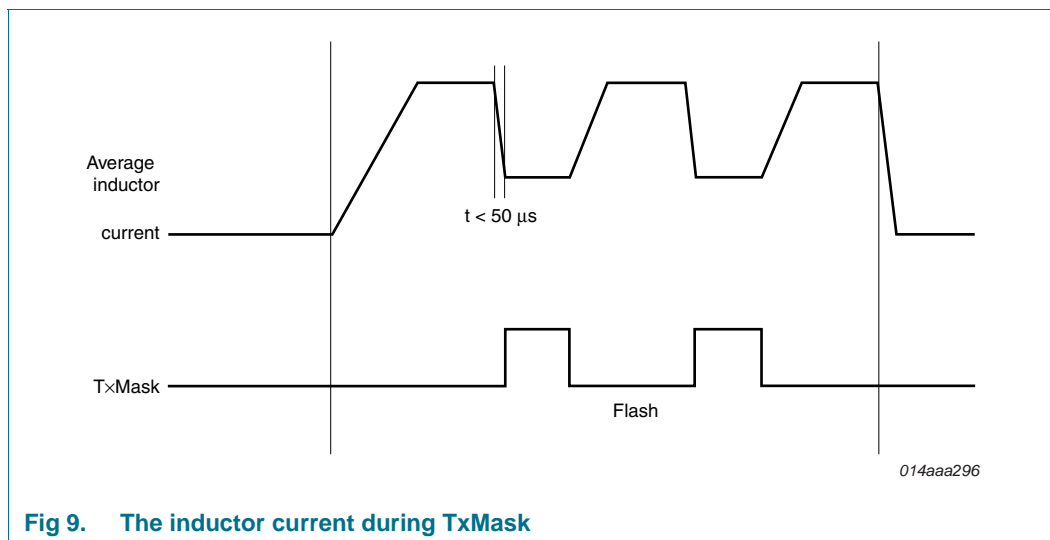 Average
inductor
current
t < 50 μs
T×Mask
Flash
014aaa296
Fig 9. The inductor current during TxMask